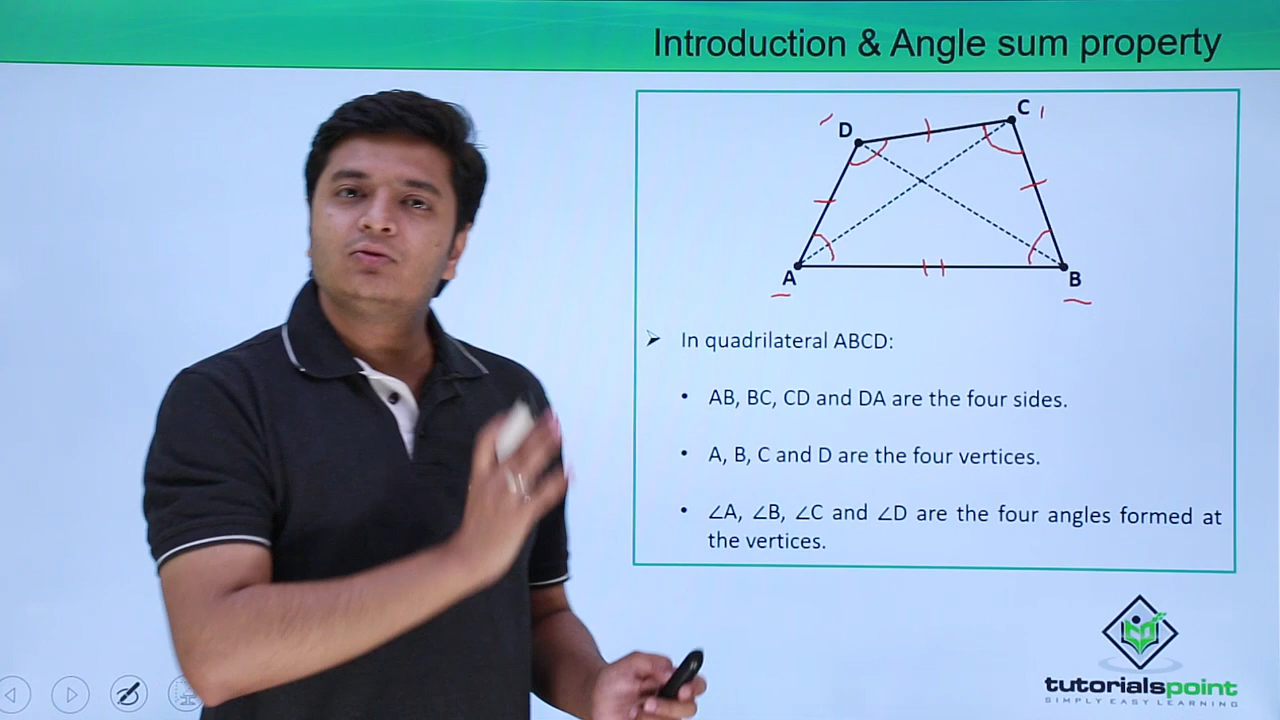 Introduction & Angle sum property
D
C
A
B
In quadrilateral ABCD:
AB, BC, CD and DA are the four sides.
A, B, C and D are the four vertices.
∠A, ∠B, ∠C and ∠D are the four angles formed at
the vertices.
tutorialspoint
SIMPLY EASY LEARNING